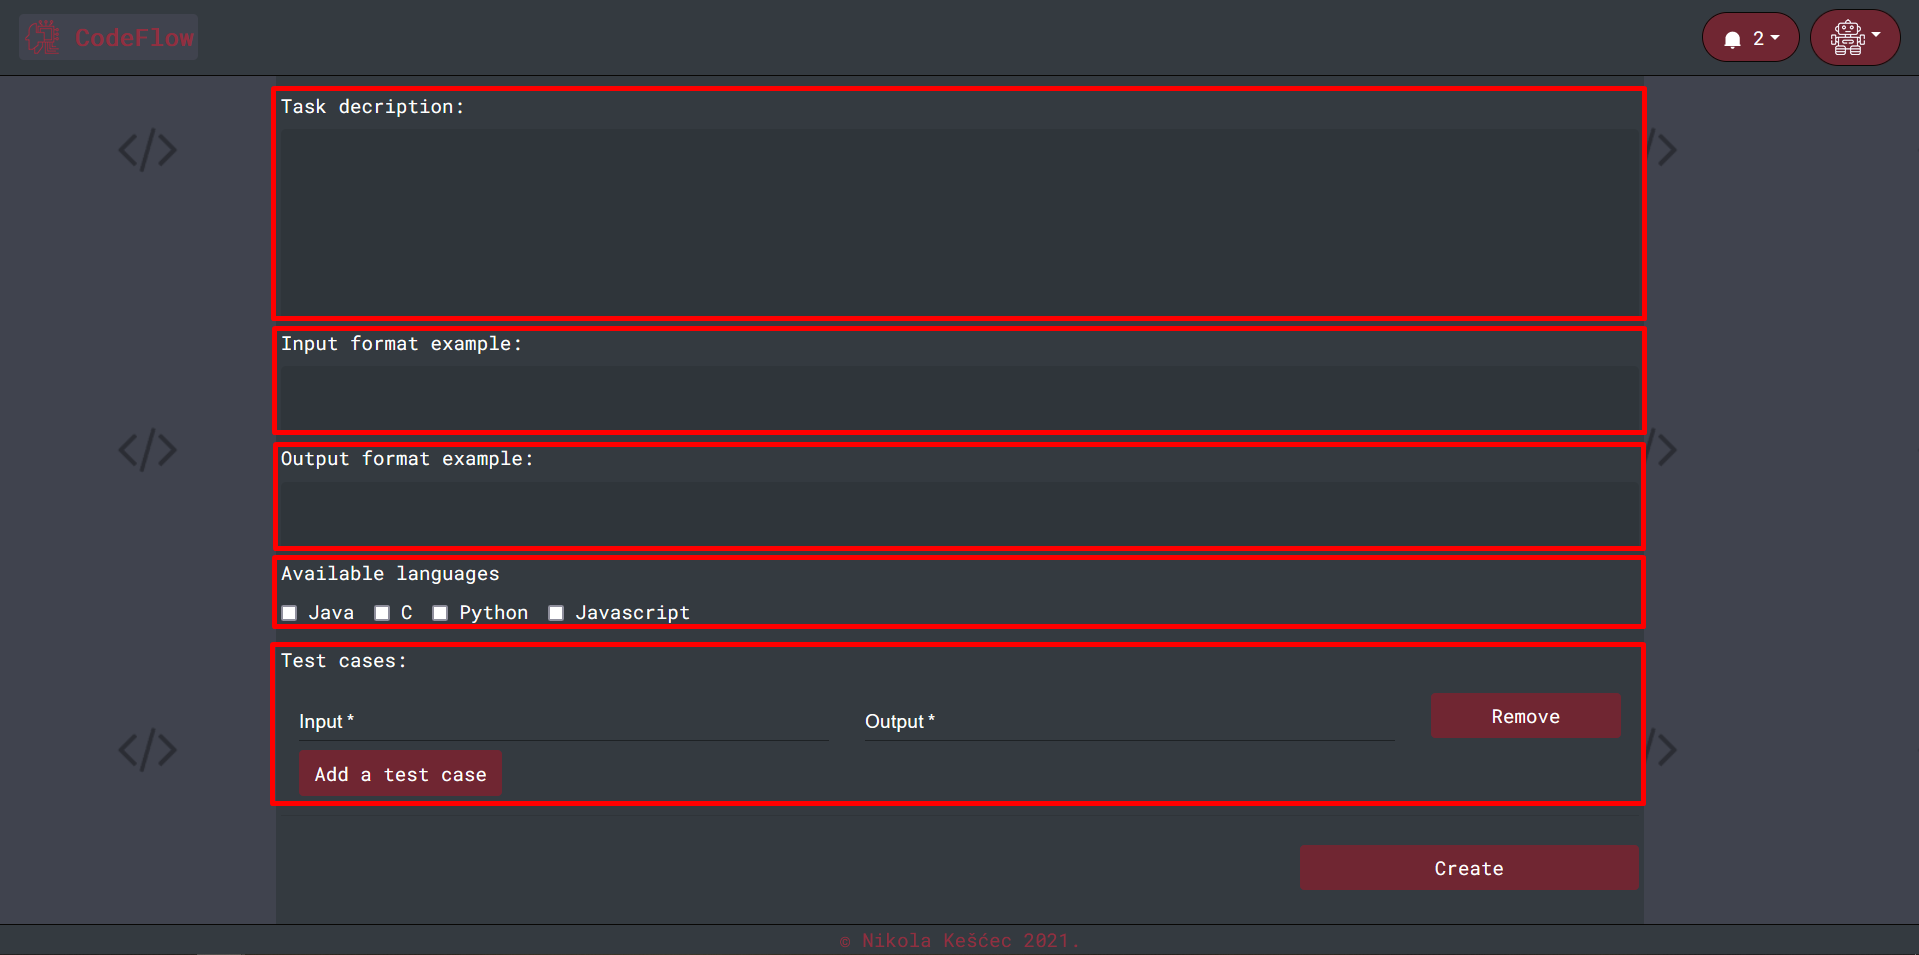 CodeFlow
2
Task decription:
Input format example:
Output format example:
Available languages
Java C Python Javascript
Test cases:
Input * Output * Remove
Add a test case
Create
© Nikola Kešćec 2021.